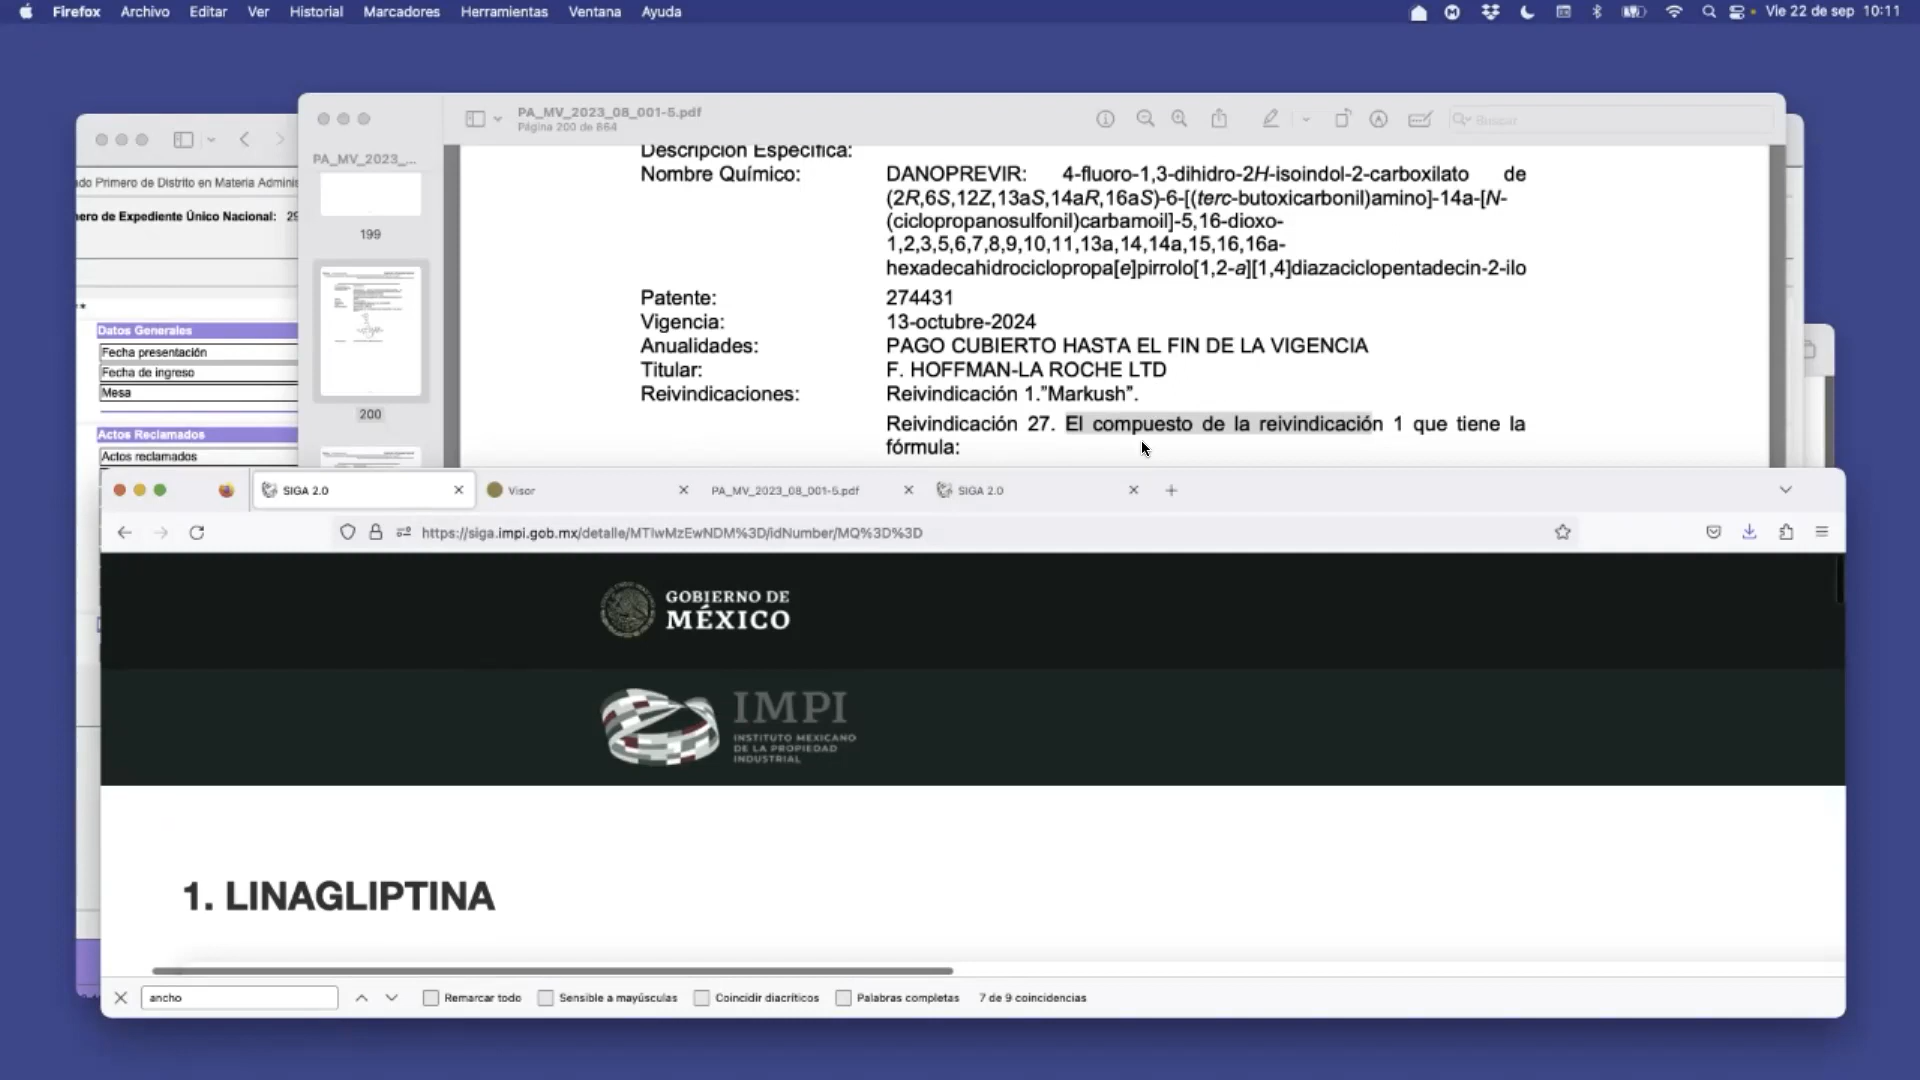 Firefox Archivo Editar Ver Historial Marcadores Herramientas Ventana Ayuda
Vie 22 de sep 10:11
PA_MV_2023_08_001-5.pdf
Página 200 de 864
Buscar
PA_MV_2023_...
199
200
Descripción Específica:
Nombre Químico: DANOPREVIR: 4-fluoro-1,3-dihidro-2H-isoindol-2-carboxilato de
(2R,6S,12Z,13aS,14aR,16aS)-6-[(terc-butoxicarbonil)amino]-14a-[N-
(ciclopropanosulfonil)carbamoil]-5,16-dioxo-
1,2,3,5,6,7,8,9,10,11,13a,14,14a,15,16,16a-
hexadecahidrociclopropa[e]pirrolo[1,2-a][1,4]diazaciclopentadecin-2-ilo
Patente: 274431
Vigencia: 13-octubre-2024
Anualidades: PAGO CUBIERTO HASTA EL FIN DE LA VIGENCIA
Titular: F. HOFFMAN-LA ROCHE LTD
Reivindicaciones: Reivindicación 1."Markush".
Reivindicación 27. El compuesto de la reivindicación 1 que tiene la
fórmula:
ado Primero de Distrito en Materia Adminis
ero de Expediente Único Nacional: 29
**
Datos Generales
Fecha presentación
Fecha de ingreso
Mesa
Actos Reclamados
Actos reclamados
SIGA 2.0
Visor
PA_MV_2023_08_001-5.pdf
SIGA 2.0
https://siga.impi.gob.mx/detalle/MTIwMzEwNDM%3D/idNumber/MQ%3D%3D
GOBIERNO DE
MÉXICO
IMPI
INSTITUTO MEXICANO
DE LA PROPIEDAD
INDUSTRIAL
1. LINAGLIPTINA
ancho
Remarcar todo
Sensible a mayúsculas
Coincidir diacríticos
Palabras completas
7 de 9 coincidencias